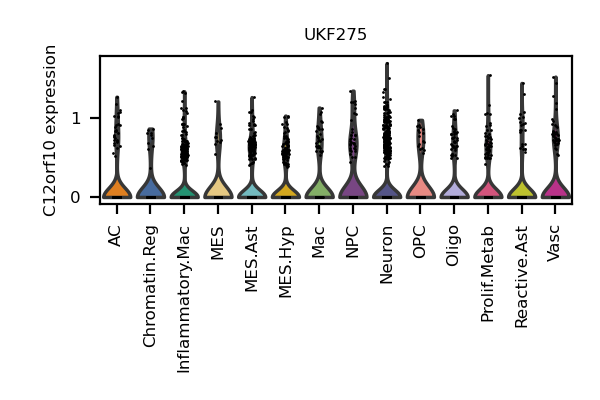 UKF275
C12orf10 expression
1
0
AC
Chromatin.Reg
Inflammatory.Mac
MES
MES.Ast
MES.Hyp
Mac
NPC
Neuron
OPC
Oligo
Prolif.Metab
Reactive.Ast
Vasc